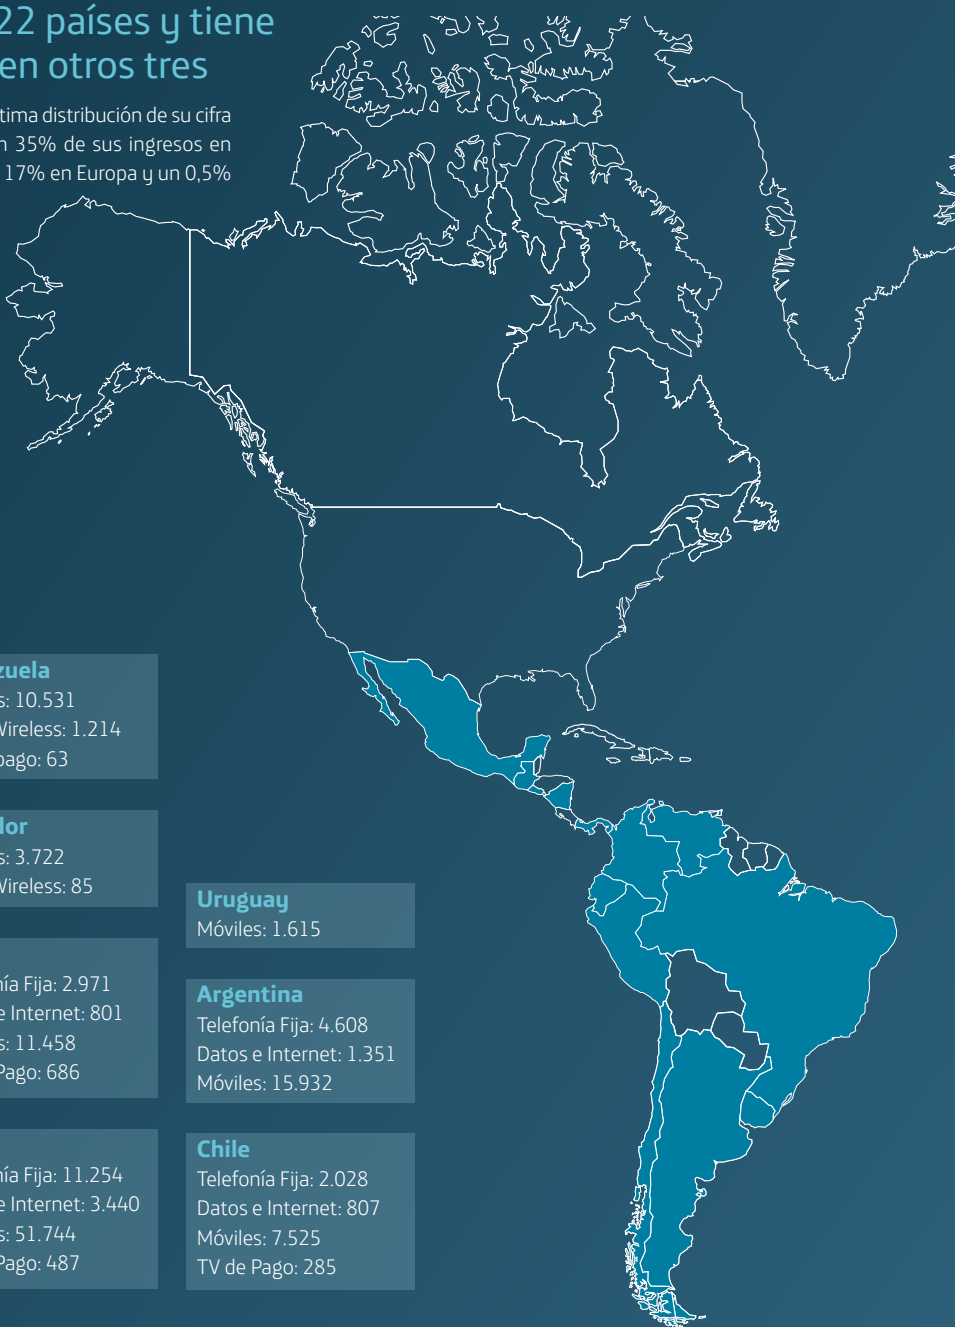 22 países y tiene
en otros tres
tima distribución de su cifra
n 35% de sus ingresos en
17% en Europa y un 0,5%
zuela
s: 10.531
Wireless: 1.214
pago: 63
dor
s: 3.722
Wireless: 85
nía Fija: 2.971
e Internet: 801
s: 11.458
Pago: 686
nía Fija: 11.254
e Internet: 3.440
s: 51.744
Pago: 487
Uruguay
Móviles: 1.615
Argentina
Telefonía Fija: 4.608
Datos e Internet: 1.351
Móviles: 15.932
Chile
Telefonía Fija: 2.028
Datos e Internet: 807
Móviles: 7.525
TV de Pago: 285